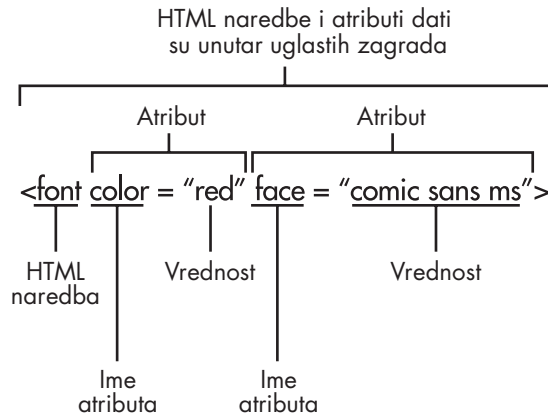 HTML naredbe i atributi dati
su unutar uglastih zagrada
Atribut
Atribut
<font color = “red” face = “comic sans ms”>
HTML
naredba
Vrednost
Vrednost
Ime
atributa
Ime
atributa